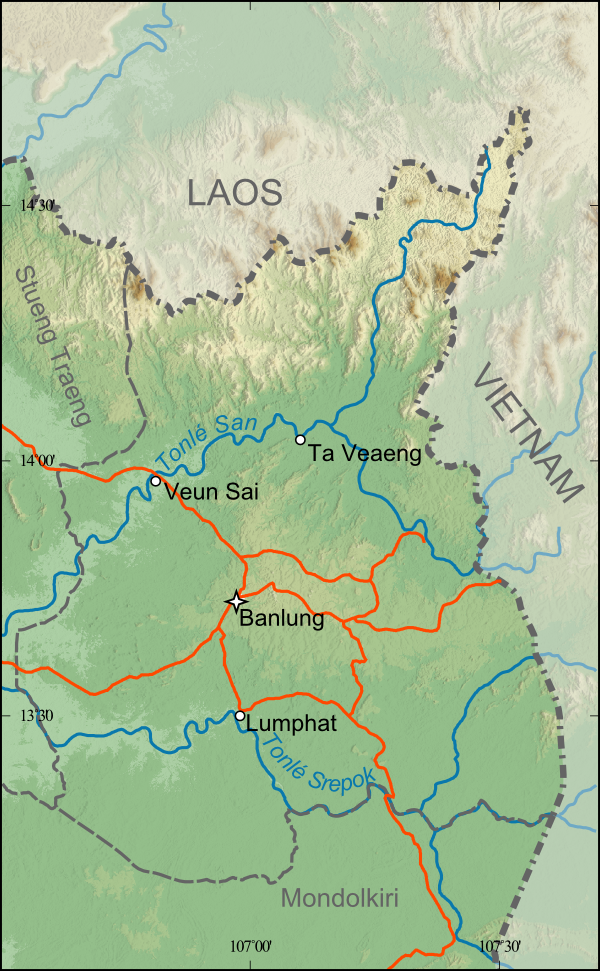 LAOS
14°30'
Stueng Traeng
VIETNAM
Tonlé San
Ta Veaeng
14°00'
Veun Sai
Banlung
13°30'
Lumphat
Tonlé Srepok
Mondolkiri
107°00'
107°30'